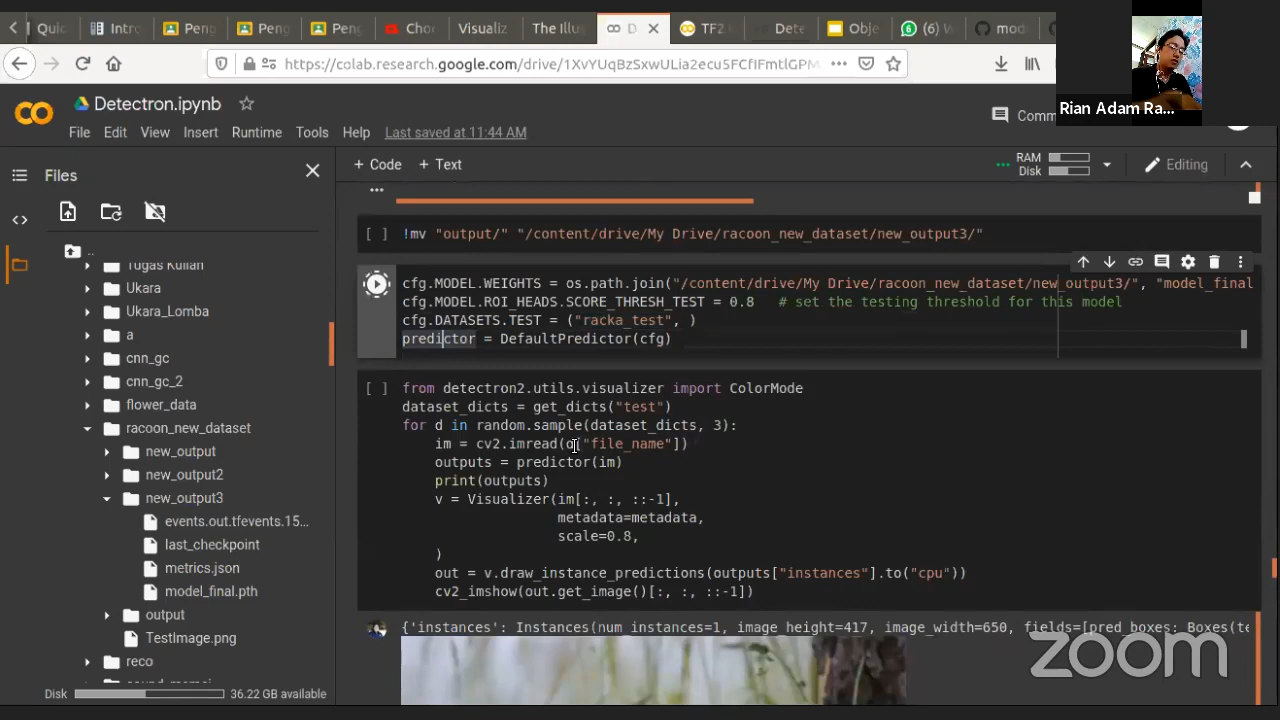 Quic
Intro
Peng
Peng
Peng
Choc
Visualiz
The Illus
D
TF2
Dete
Obje
(6) W
mod
https://colab.research.google.com/drive/1XvYUqBzSxwULia2ecu5FCfIFmtlGPM
Rian Adam Ra...
Detectron.ipynb
File Edit View Insert Runtime Tools Help Last saved at 11:44 AM
Comm
Files
+ Code + Text
RAM
Disk
Editing
..
Tugas Kuliah
Ukara
Ukara_Lomba
a
cnn_gc
cnn_gc_2
flower_data
racoon_new_dataset
new_output
new_output2
new_output3
events.out.tfevents.15...
last_checkpoint
metrics.json
model_final.pth
output
TestImage.png
reco
sound_memei
Disk 36.22 GB available
[ ] !mv "output/" "/content/drive/My Drive/racoon_new_dataset/new_output3/"
cfg.MODEL.WEIGHTS = os.path.join("/content/drive/My Drive/racoon_new_dataset/new_output3/", "model_final
cfg.MODEL.ROI_HEADS.SCORE_THRESH_TEST = 0.8 # set the testing threshold for this model
cfg.DATASETS.TEST = ("racka_test", )
predictor = DefaultPredictor(cfg)
[ ] from detectron2.utils.visualizer import ColorMode
dataset_dicts = get_dicts("test")
for d in random.sample(dataset_dicts, 3):
im = cv2.imread(d["file_name"])
outputs = predictor(im)
print(outputs)
v = Visualizer(im[:, :, ::-1],
metadata=metadata,
scale=0.8,
)
out = v.draw_instance_predictions(outputs["instances"].to("cpu"))
cv2_imshow(out.get_image()[:, :, ::-1])
{'instances': Instances(num_instances=1, image_height=417, image_width=650, fields=[pred_boxes: Boxes(te
zoom